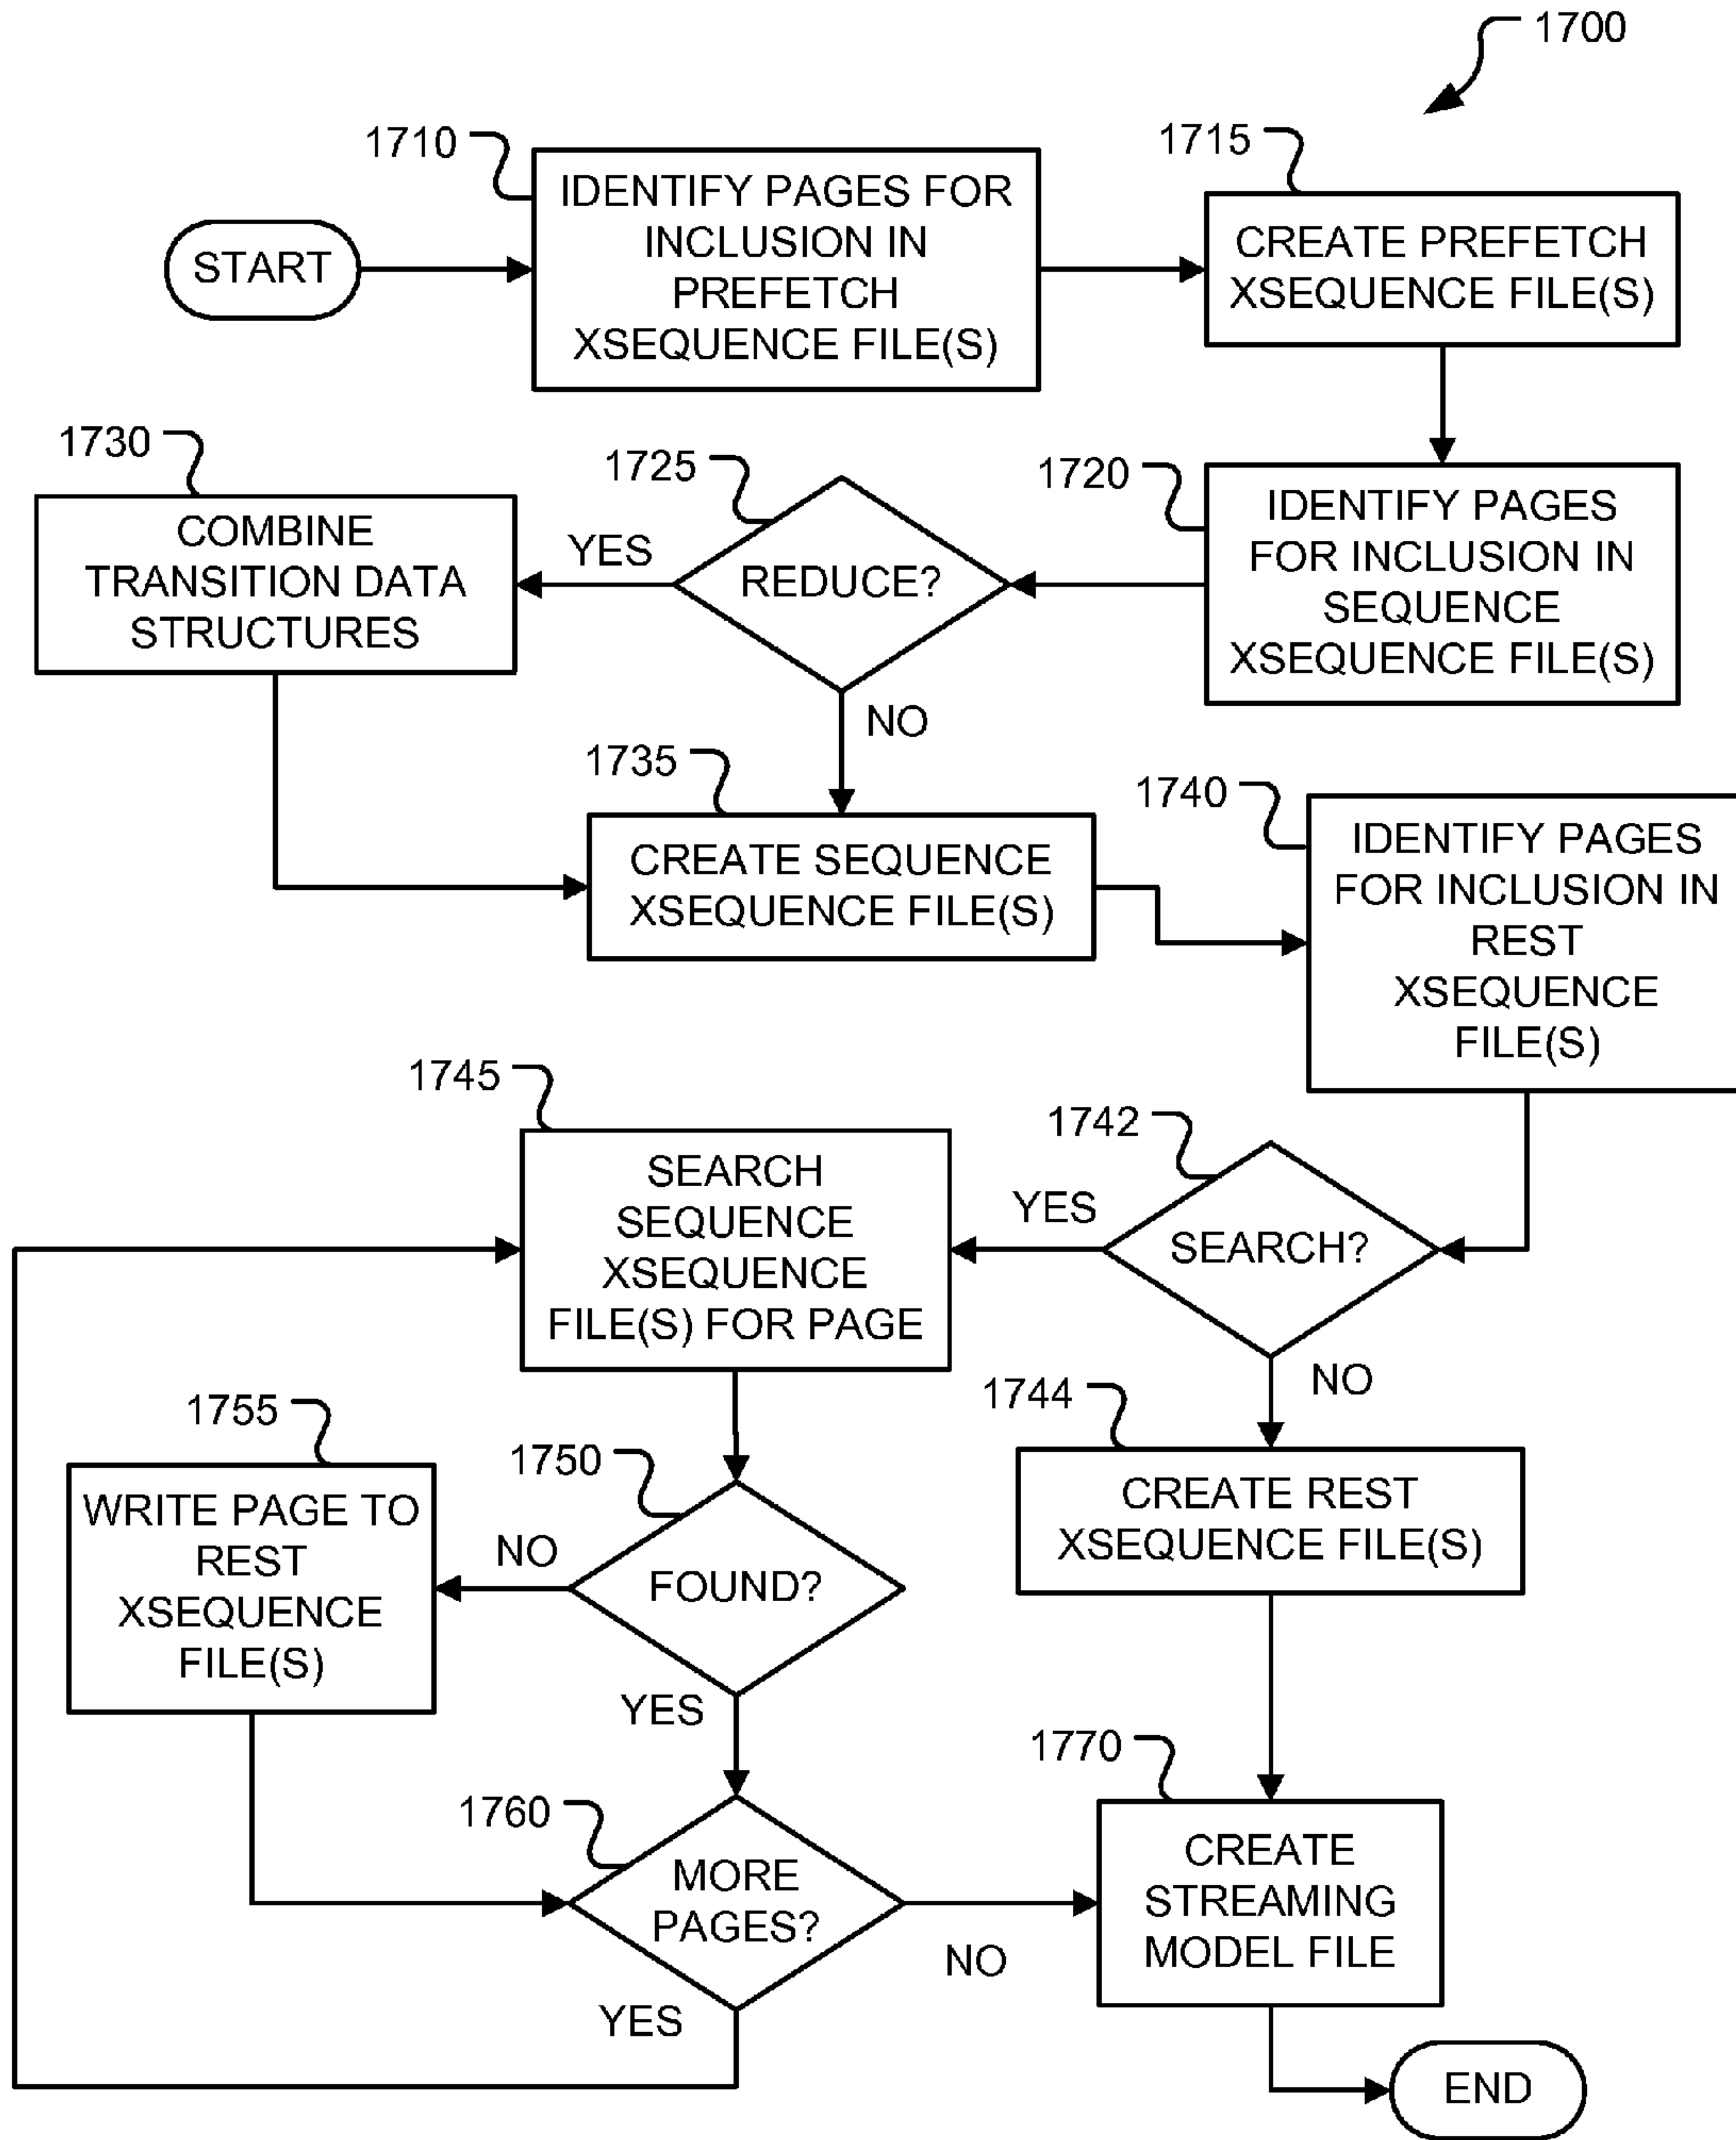 1700
1710
IDENTIFY PAGES FOR
INCLUSION IN
PREFETCH
XSEQUENCE FILE(S)
1715
CREATE PREFETCH
XSEQUENCE FILE(S)
START
1730
COMBINE
TRANSITION DATA
STRUCTURES
YES
1725
REDUCE?
NO
1720
IDENTIFY PAGES
FOR INCLUSION IN
SEQUENCE
XSEQUENCE FILE(S)
1735
CREATE SEQUENCE
XSEQUENCE FILE(S)
1740
IDENTIFY PAGES
FOR INCLUSION IN
REST
XSEQUENCE
FILE(S)
1745
SEARCH
SEQUENCE
XSEQUENCE
FILE(S) FOR PAGE
YES
1742
SEARCH?
NO
1744
CREATE REST
XSEQUENCE FILE(S)
1755
WRITE PAGE TO
REST
XSEQUENCE
FILE(S)
NO
1750
FOUND?
YES
1760
MORE
PAGES?
NO
YES
1770
CREATE
STREAMING
MODEL FILE
END